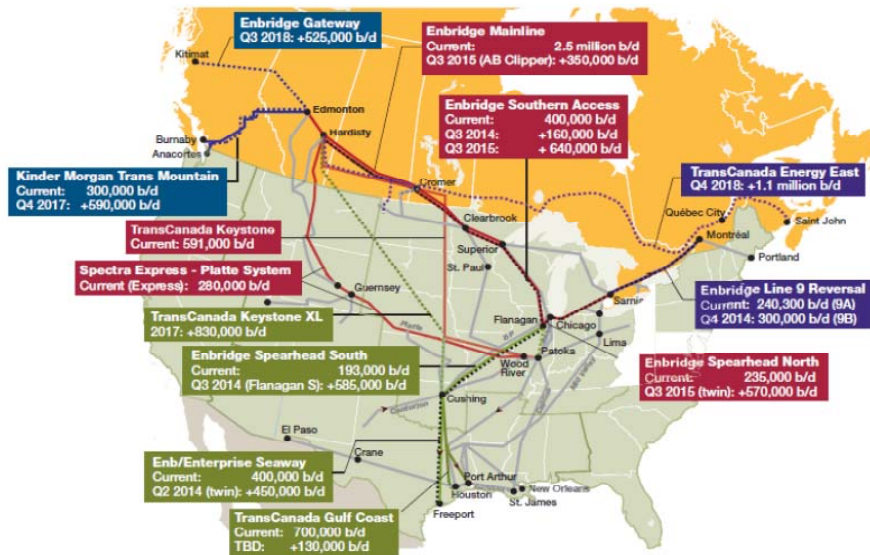 Enbridge Gateway
Q3 2018: +525,000 b/d
Enbridge Mainline
Current: 2.5 million b/d
Q3 2015 (AB Clipper): +350,000 b/d
Kitimat
Enbridge Southern Access
Current: 400,000 b/d
Q3 2014: +160,000 b/d
Q3 2015: + 640,000 b/d
Edmonton
Hardisty
Burnaby
Anacortes
Kinder Morgan Trans Mountain
Current: 300,000 b/d
Q4 2017: +590,000 b/d
TransCanada Energy East
Q4 2018: +1.1 million b/d
Cromer
Québec City
Saint John
TransCanada Keystone
Current: 591,000 b/d
Clearbrook
Superior
Montréal
Portland
St. Paul
Spectra Express - Platte System
Current (Express): 280,000 b/d
Guernsey
Sarnia
Enbridge Line 9 Reversal
Current: 240,300 b/d (9A)
Q4 2014: 300,000 b/d (9B)
TransCanada Keystone XL
2017: +830,000 b/d
Platte
Flanagan
Chicago
BP
Lima
Enbridge Spearhead South
Current: 193,000 b/d
Q3 2014 (Flanagan S): +585,000 b/d
Wood
River
Patoka
Mid Valley
Enbridge Spearhead North
Current: 235,000 b/d
Q3 2015 (twin): +570,000 b/d
Cushing
Centurion
El Paso
Crane
Enb/Enterprise Seaway
Current: 400,000 b/d
Q2 2014 (twin): +450,000 b/d
Port Arthur
Houston
New Orleans
St. James
Freeport
TransCanada Gulf Coast
Current: 700,000 b/d
TBD: +130,000 b/d